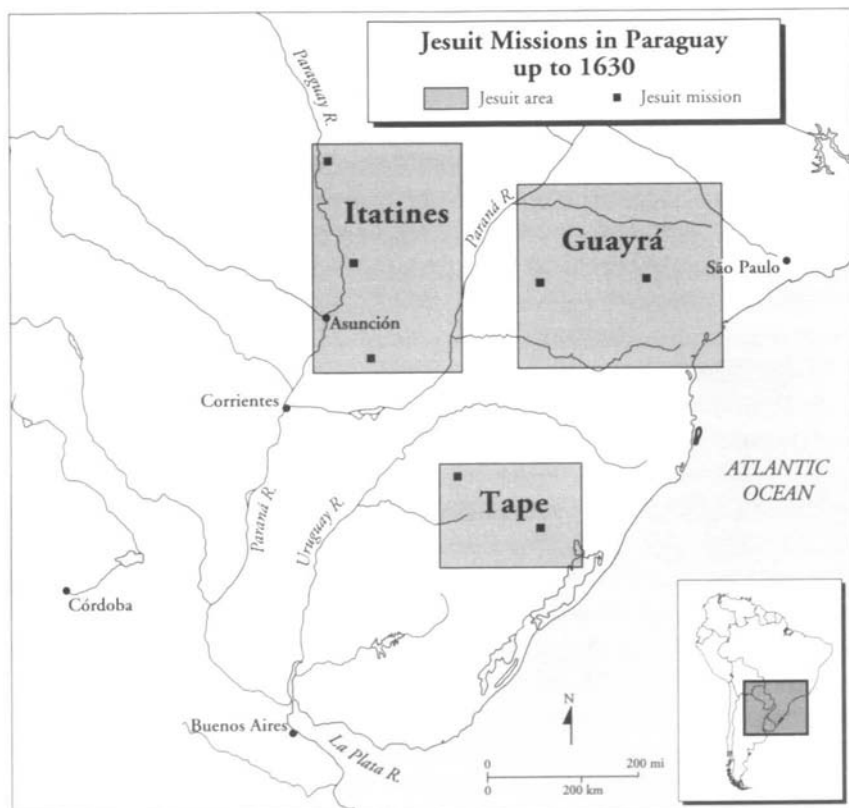 Jesuit Missions in Paraguay
up to 1630
Jesuit area
Jesuit mission
Paraguay R.
Itatines
Paraná R.
Guayrá
São Paulo
Asunción
Corrientes
ATLANTIC
OCEAN
Tape
Paraná R.
Uruguay R.
Córdoba
Buenos Aires
La Plata R.
N
0 200 mi
0 200 km